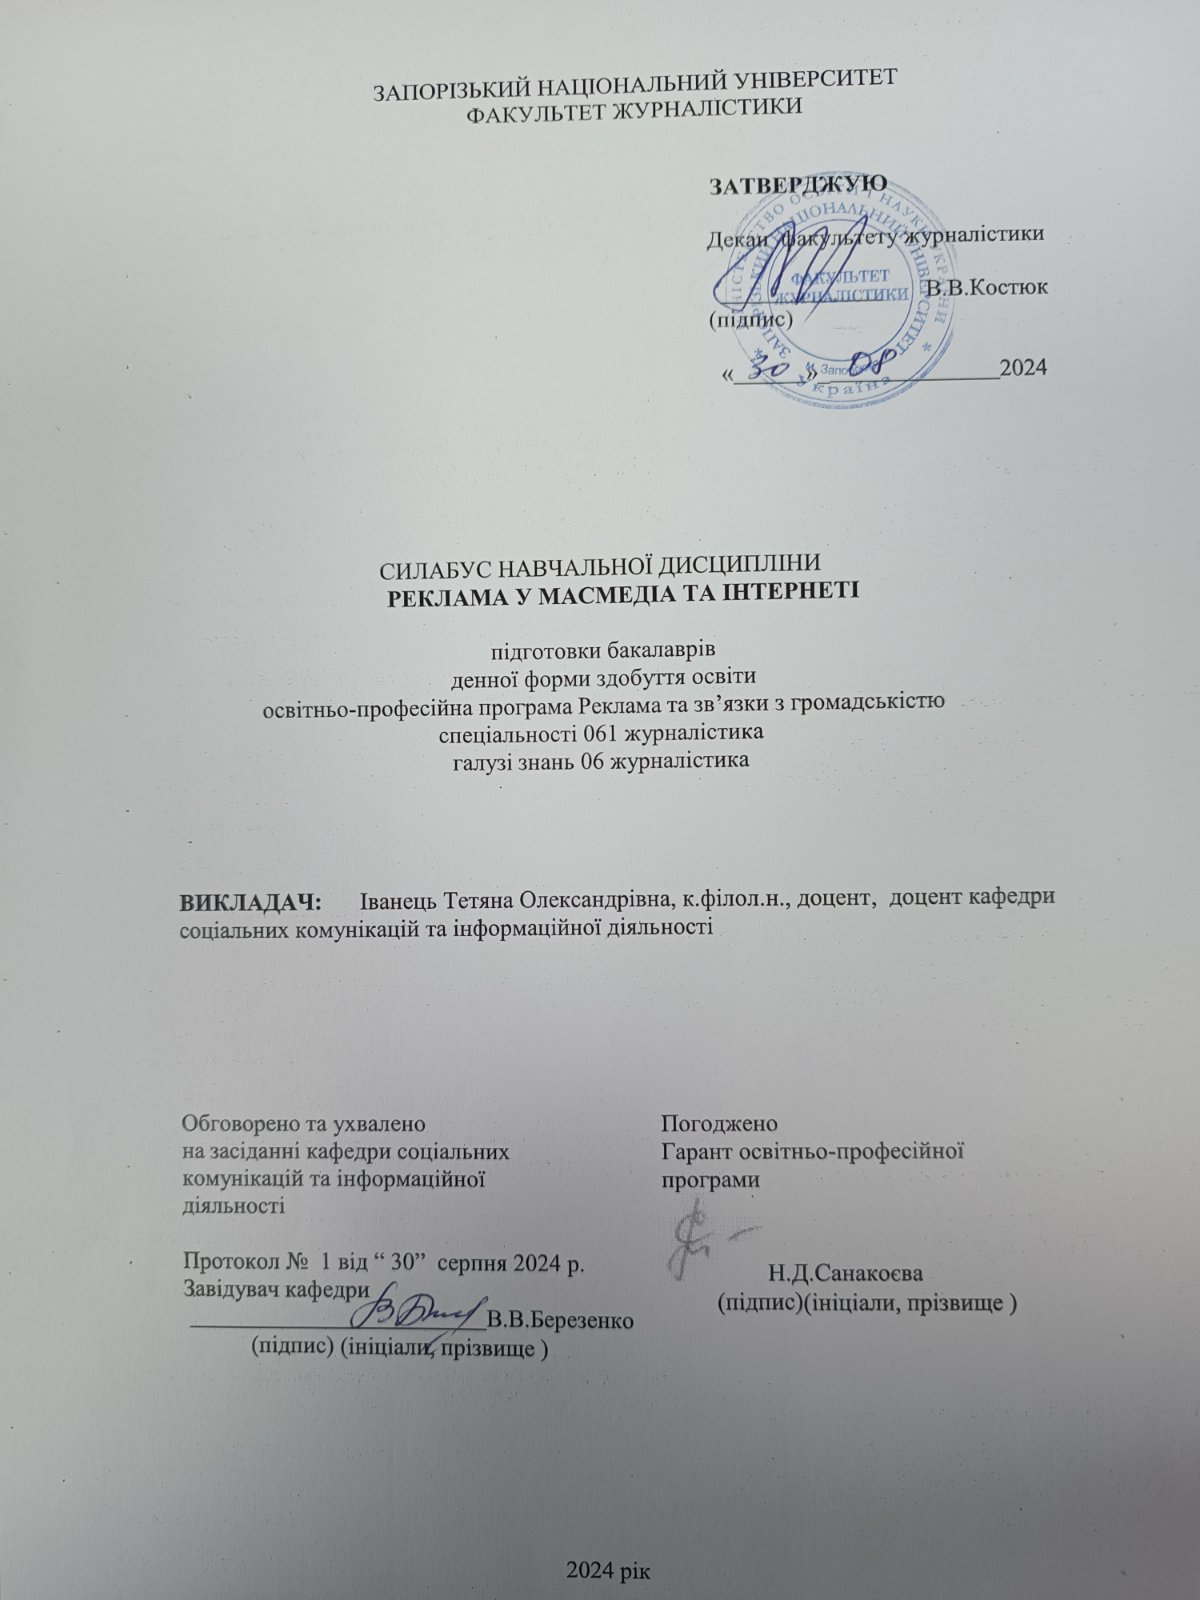 ЗАПОРІЗЬКИЙ НАЦІОНАЛЬНИЙ УНІВЕРСИТЕТ
ФАКУЛЬТЕТ ЖУРНАЛІСТИКИ
ЗАТВЕРДЖУЮ
Декан факультету журналістики
ФАКУЛЬТЕТ
ЖУРНАЛІСТИКИ
В.В.Костюк
(підпис)
«30» 08 2024
Україна
СИЛАБУС НАВЧАЛЬНОЇ ДИСЦИПЛІНИ
РЕКЛАМА У МАСМЕДІА ТА ІНТЕРНЕТІ
підготовки бакалаврів
денної форми здобуття освіти
освітньо-професійна програма Реклама та зв’язки з громадськістю
спеціальності 061 журналістика
галузі знань 06 журналістика
ВИКЛАДАЧ: Іванець Тетяна Олександрівна, к.філол.н., доцент, доцент кафедри
соціальних комунікацій та інформаційної діяльності
Обговорено та ухвалено
на засіданні кафедри соціальних
комунікацій та інформаційної
діяльності
Протокол № 1 від “ 30” серпня 2024 р.
Завідувач кафедри
В.В.Березенко
(підпис) (ініціали, прізвище )
Погоджено
Гарант освітньо-професійної
програми
Н.Д.Санакоєва
(підпис)(ініціали, прізвище )
2024 рік